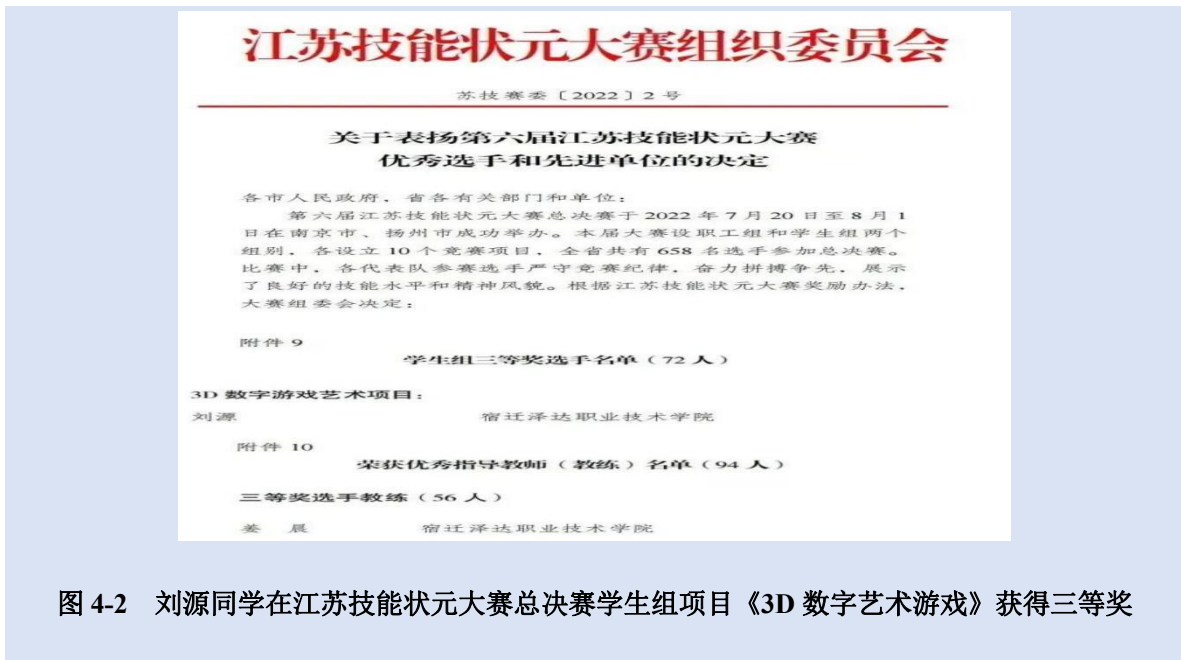 江苏技能状元大赛组织委员会
苏技赛委〔2022〕2号
关于表扬第六届江苏技能状元大赛
优秀选手和先进单位的决定
各市人民政府，省各有关部门和单位：
第六届江苏技能状元大赛总决赛于2022年7月20日至8月1
日在南京市、扬州市成功举办。本届大赛设职工组和学生组两个
组别，各设立10个竞赛项目，全省共有658名选手参加总决赛。
比赛中，各代表队参赛选手严守竞赛纪律，奋力拼搏争先，展示
了良好的技能水平和精神风貌。根据江苏技能状元大赛奖励办法，
大赛组委会决定：
附件9
学生组三等奖选手名单（72人）
3D数字游戏艺术项目：
刘源 宿迁泽达职业技术学院
附件10
荣获优秀指导教师（教练）名单（94人）
三等奖选手教练（56人）
姜 晨 宿迁泽达职业技术学院
图 4-2 刘源同学在江苏技能状元大赛总决赛学生组项目《3D 数字艺术游戏》获得三等奖